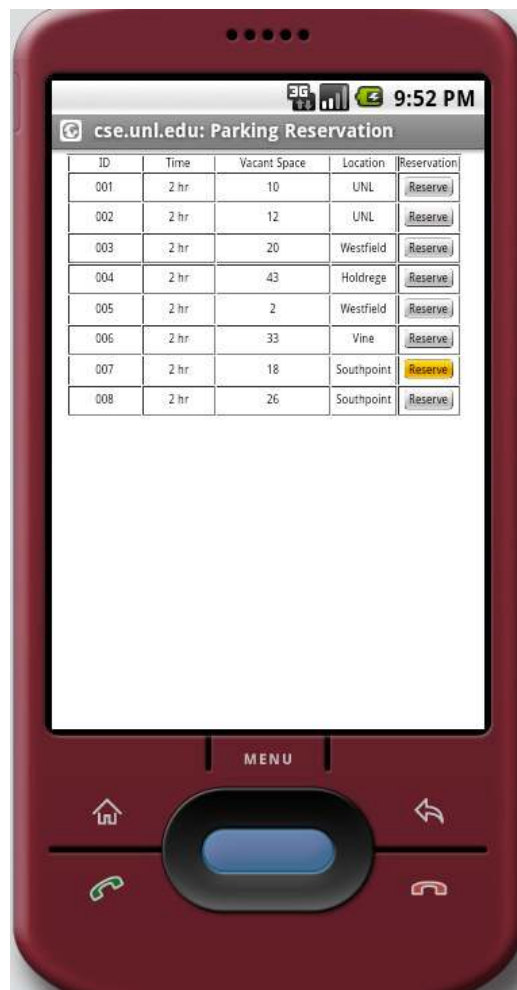 3G 9:52 PM
cse.unl.edu: Parking Reservation
ID Time Vacant Space Location Reservation
001 2 hr 10 UNL Reserve
002 2 hr 12 UNL Reserve
003 2 hr 20 Westfield Reserve
004 2 hr 43 Holdrege Reserve
005 2 hr 2 Westfield Reserve
006 2 hr 33 Vine Reserve
007 2 hr 18 Southpoint Reserve
008 2 hr 26 Southpoint Reserve
MENU